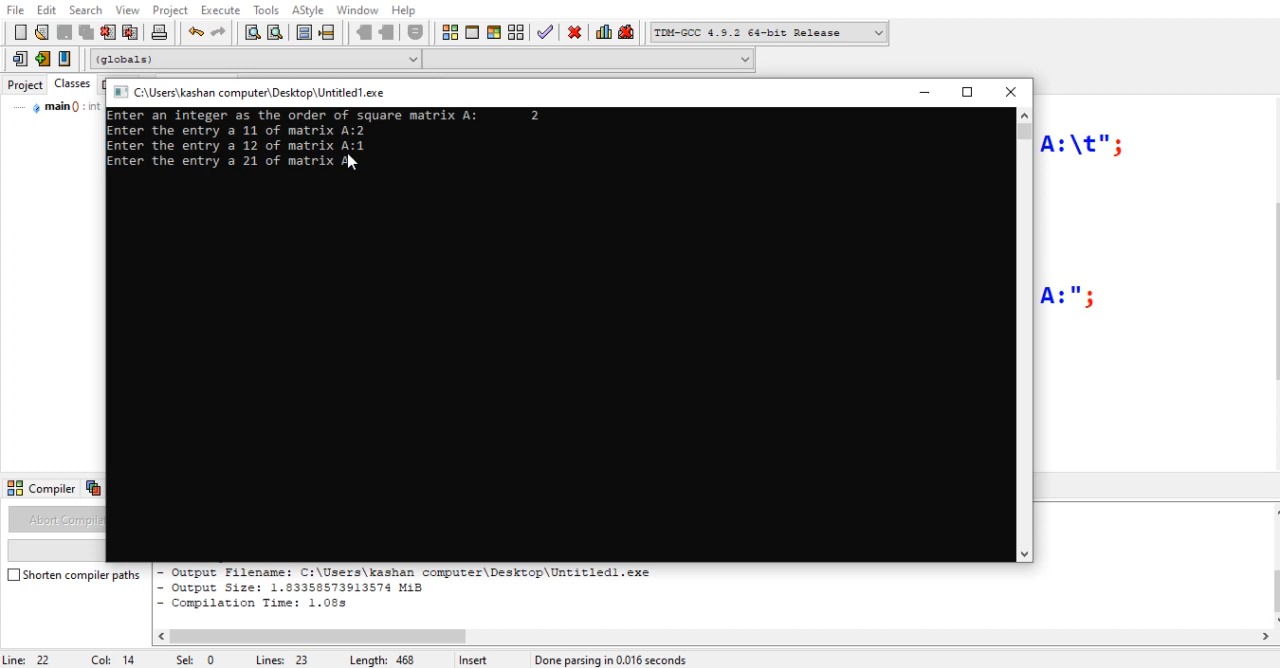 File Edit Search View Project Execute Tools AStyle Window Help
TDM-GCC 4.9.2 64-bit Release
(globals)
Project Classes
main() : int
C:\Users\kashan computer\Desktop\Untitled1.exe
Enter an integer as the order of square matrix A: 2
Enter the entry a 11 of matrix A:2
Enter the entry a 12 of matrix A:1
Enter the entry a 21 of matrix A
A:\t";
A:";
Compiler
Abort Compila
Shorten compiler paths
- Output Filename: C:\Users\kashan computer\Desktop\Untitled1.exe
- Output Size: 1.83358573913574 MiB
- Compilation Time: 1.08s
Line: 22 Col: 14 Sel: 0 Lines: 23 Length: 468 Insert Done parsing in 0.016 seconds